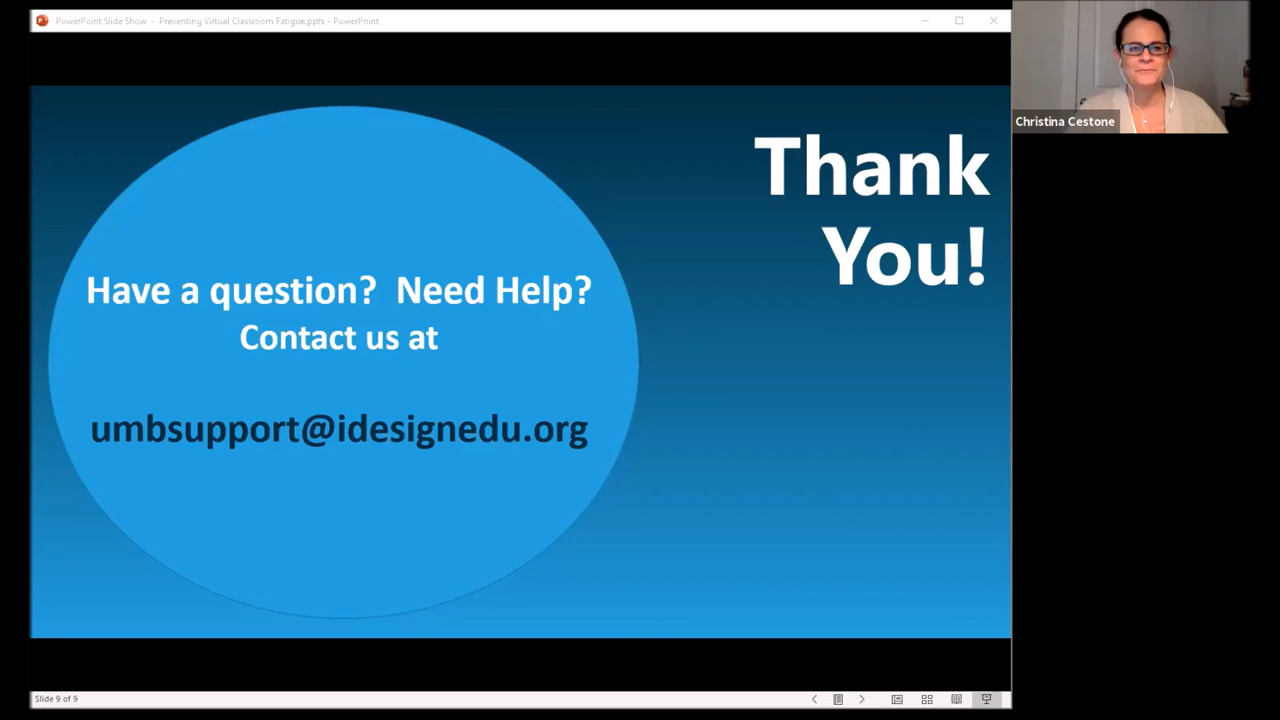 PowerPoint Slide Show - Preventing Virtual Classroom Fatigue.pptx - PowerPoint
Christina Cestone
Thank
You!
Have a question?  Need Help?
Contact us at
umbsupport@idesignedu.org
Slide 9 of 9